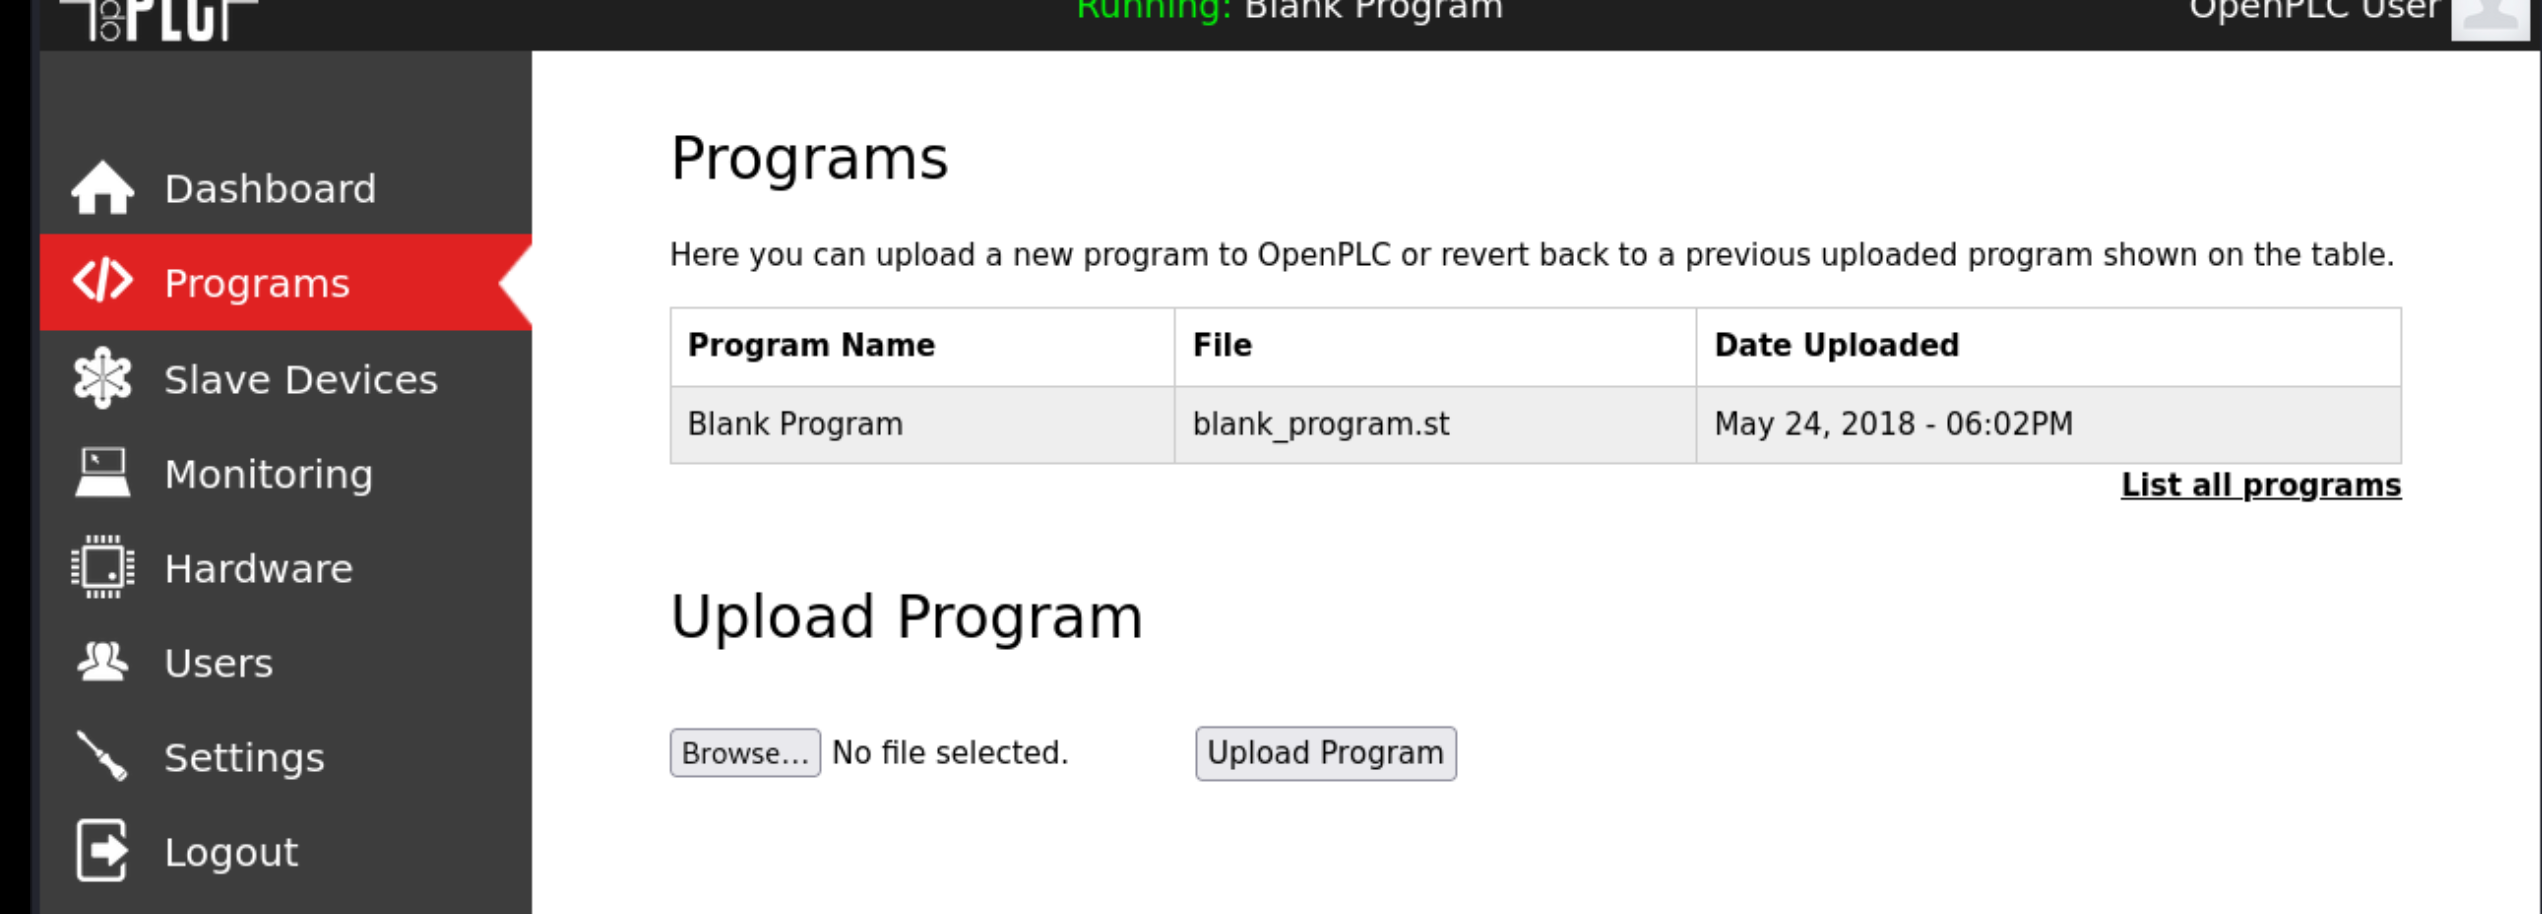 PLC
Running: Blank Program
OpenPLC User
Dashboard
Programs
Slave Devices
Monitoring
Hardware
Users
Settings
Logout
Programs
Here you can upload a new program to OpenPLC or revert back to a previous uploaded program shown on the table.
Program Name File Date Uploaded
Blank Program blank_program.st May 24, 2018 - 06:02PM
List all programs
Upload Program
Browse... No file selected. Upload Program